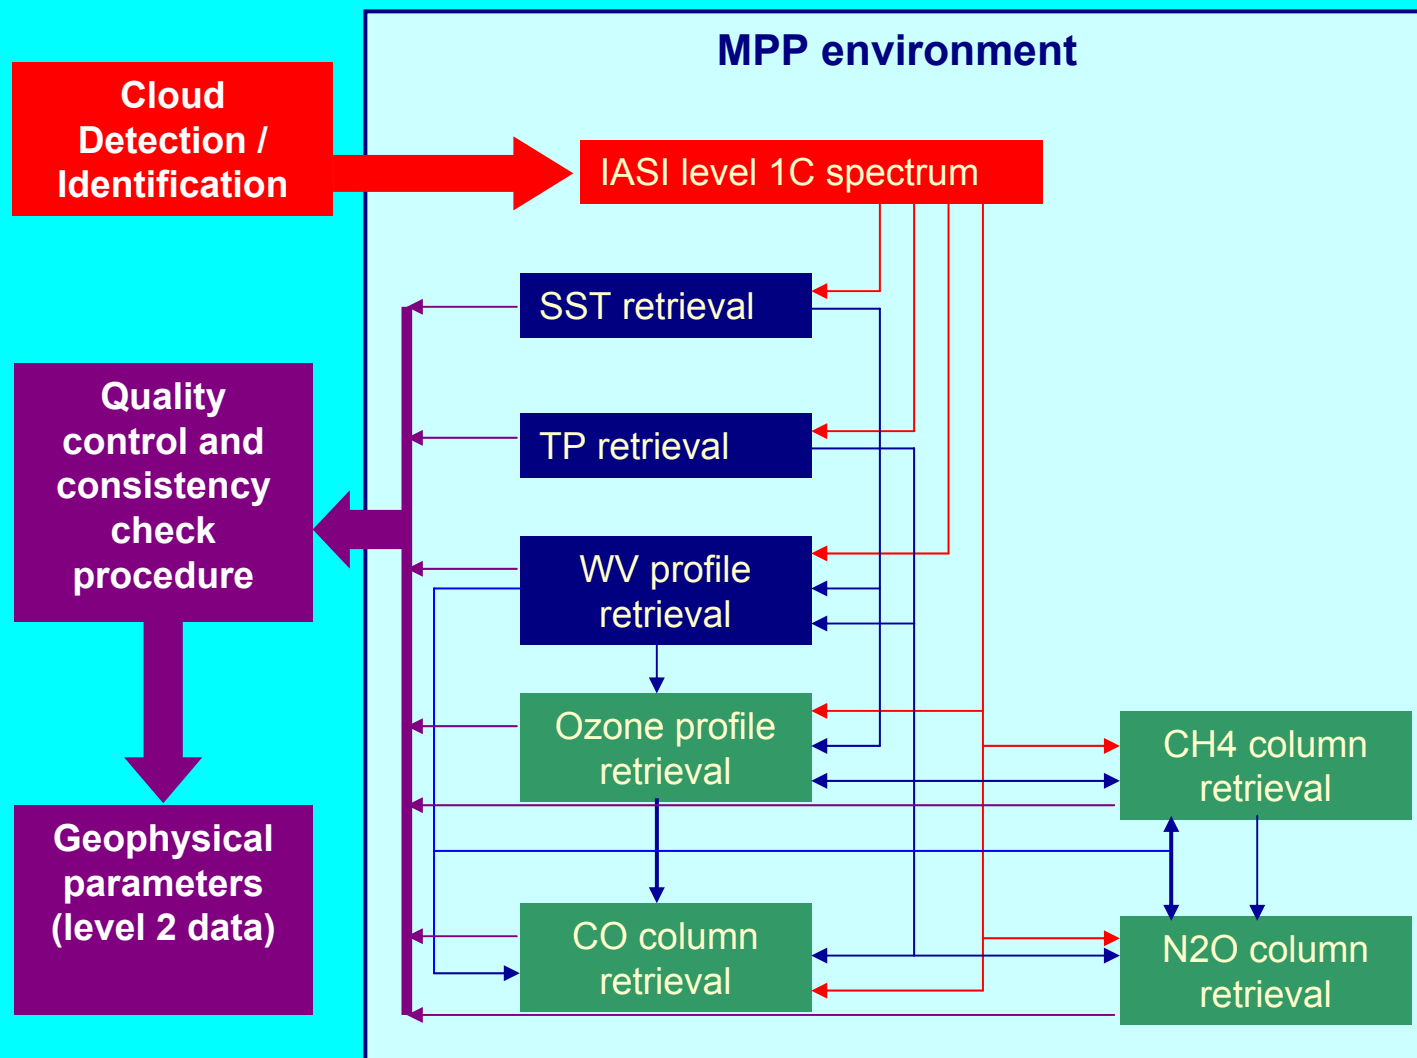 MPP environment
Cloud
Detection /
Identification
IASI level 1C spectrum
SST retrieval
Quality
control and
consistency
check
procedure
TP retrieval
WV profile
retrieval
Ozone profile
retrieval
CH4 column
retrieval
Geophysical
parameters
(level 2 data)
CO column
retrieval
N2O column
retrieval